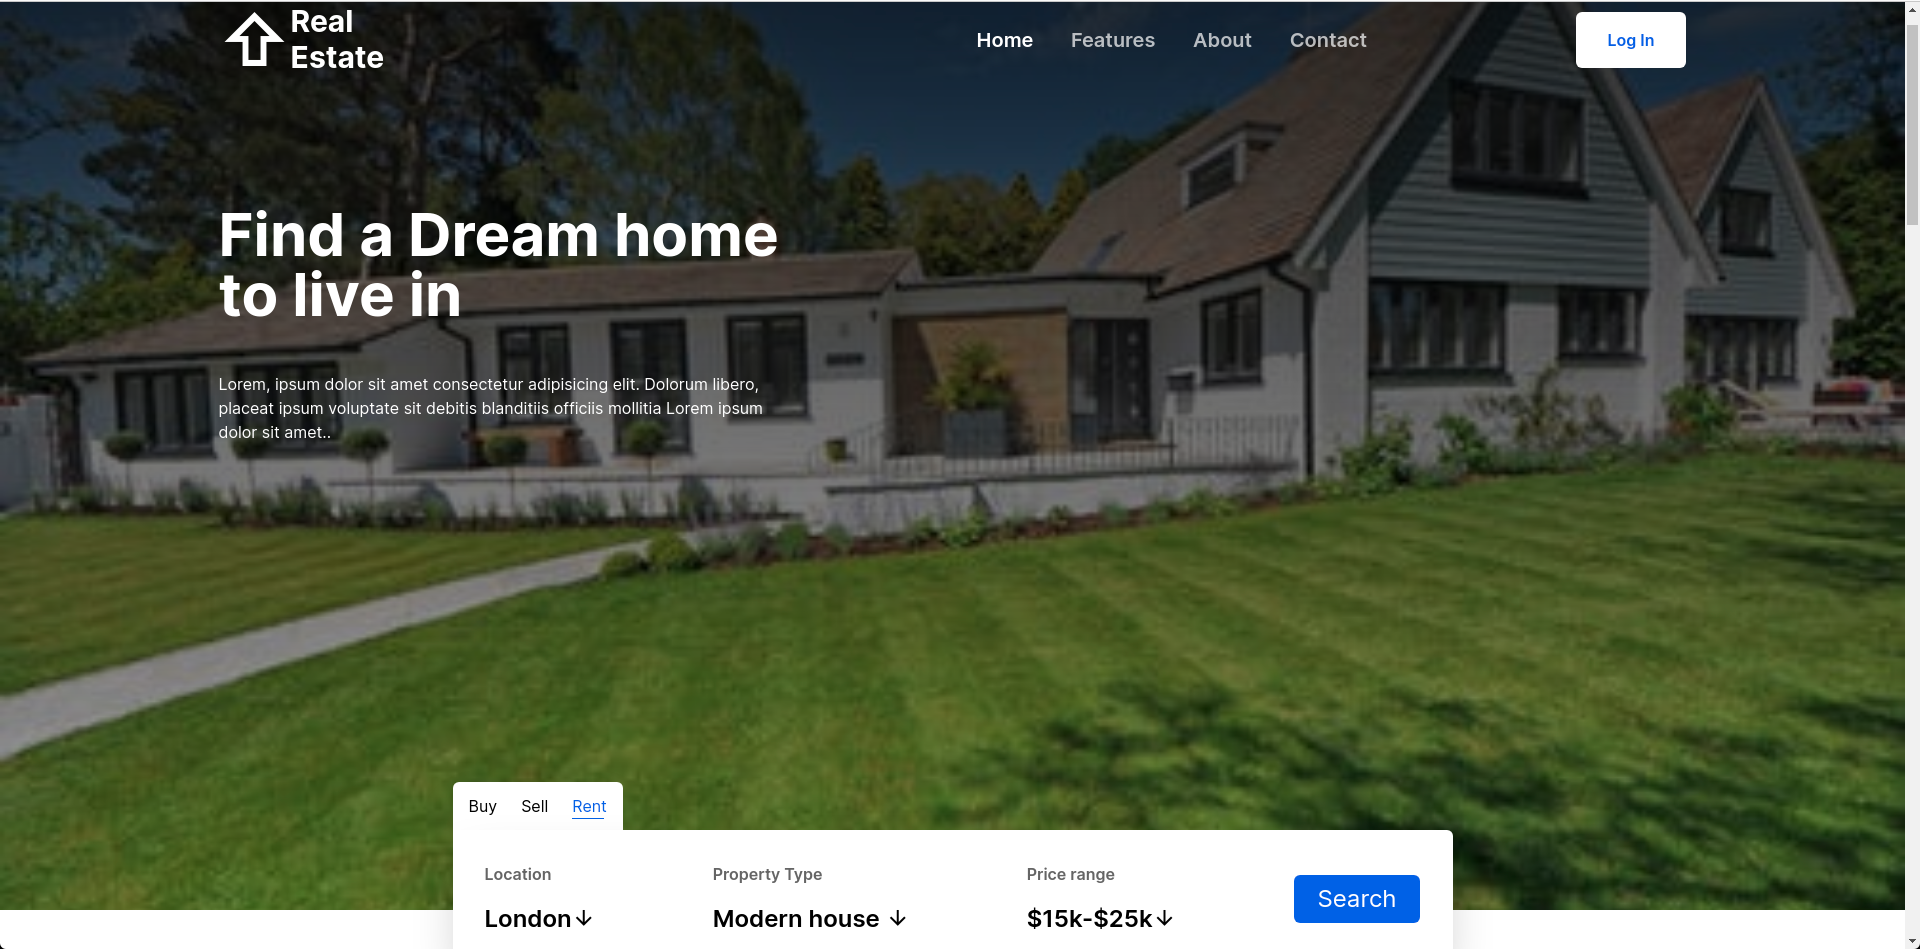 Real
Estate
Home Features About Contact
Log In
Find a Dream home
to live in
Lorem, ipsum dolor sit amet consectetur adipisicing elit. Dolorum libero,
placeat ipsum voluptate sit debitis blanditiis officiis mollitia Lorem ipsum
dolor sit amet..
Buy Sell Rent
Location Property Type Price range
London Modern house $15k-$25k
Search